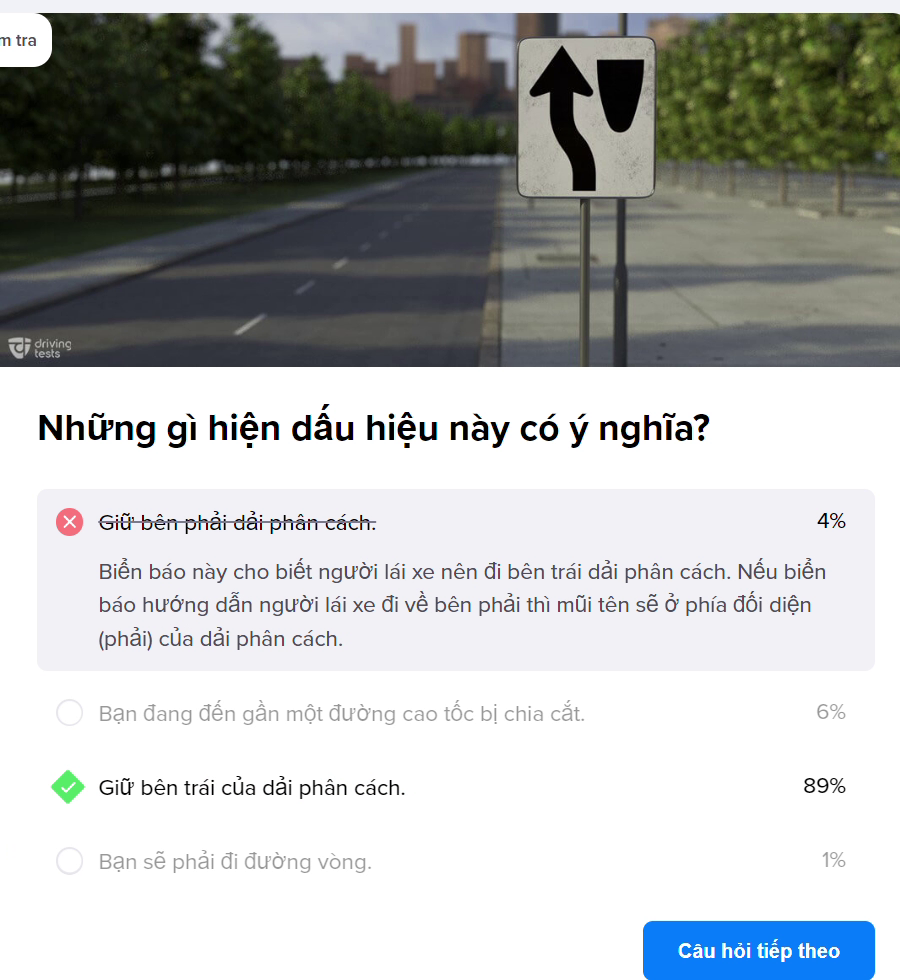 m tra
driving
tests
Những gì hiện dấu hiệu này có ý nghĩa?
Giữ bên phải dải phân cách.
4%
Biển báo này cho biết người lái xe nên đi bên trái dải phân cách. Nếu biển
báo hướng dẫn người lái xe đi về bên phải thì mũi tên sẽ ở phía đối diện
(phải) của dải phân cách.
Bạn đang đến gần một đường cao tốc bị chia cắt.
6%
Giữ bên trái của dải phân cách.
89%
Bạn sẽ phải đi đường vòng.
1%
Câu hỏi tiếp theo